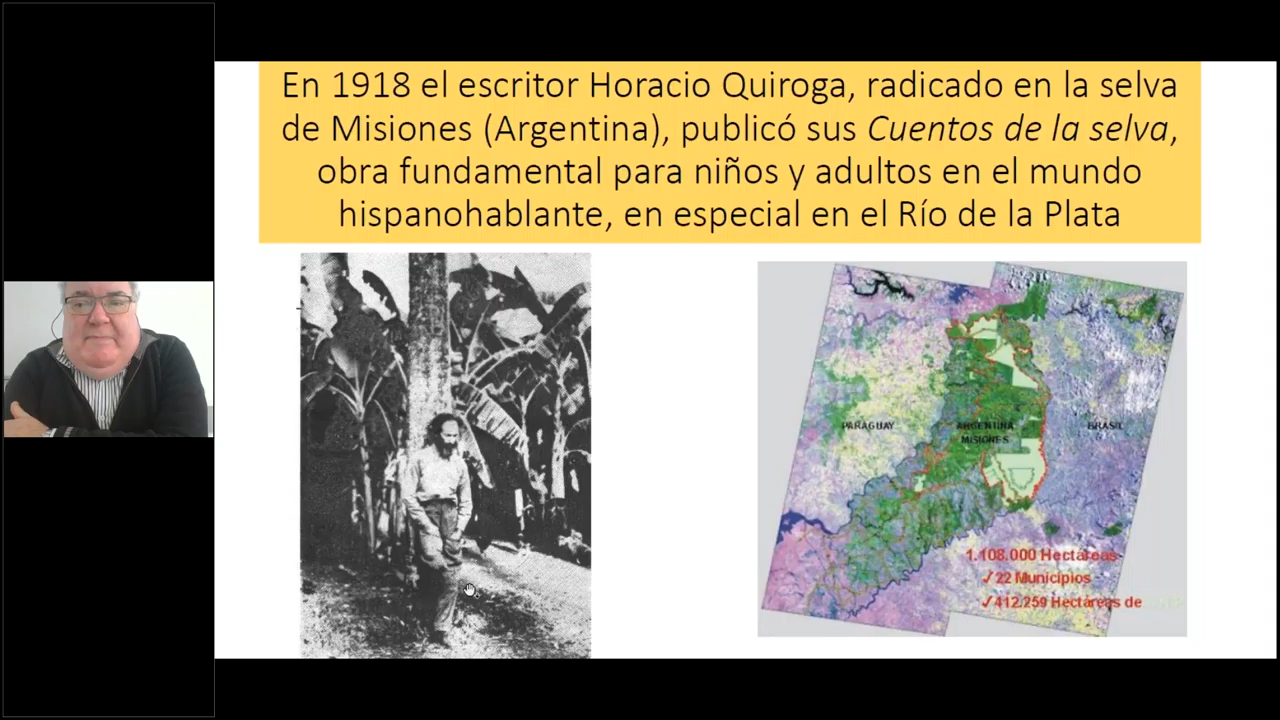 En 1918 el escritor Horacio Quiroga, radicado en la selva
de Misiones (Argentina), publicó sus Cuentos de la selva,
obra fundamental para niños y adultos en el mundo
hispanohablante, en especial en el Río de la Plata
PARAGUAY
ARGENTINA
MISIONES
BRASIL
1.108.000 Hectáreas
✓22 Municipios
✓412.259 Hectáreas de